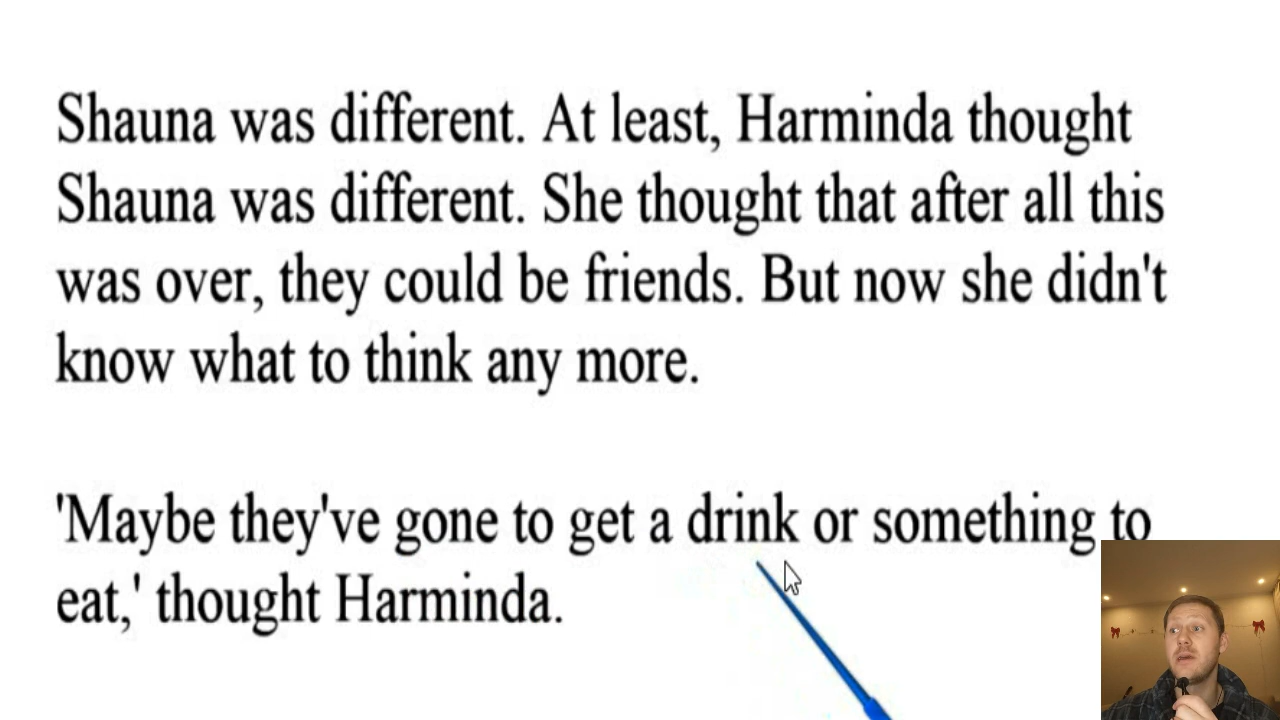 Shauna was different. At least, Harminda thought
Shauna was different. She thought that after all this
was over, they could be friends. But now she didn't
know what to think any more.
'Maybe they've gone to get a drink or something to
eat,' thought Harminda.